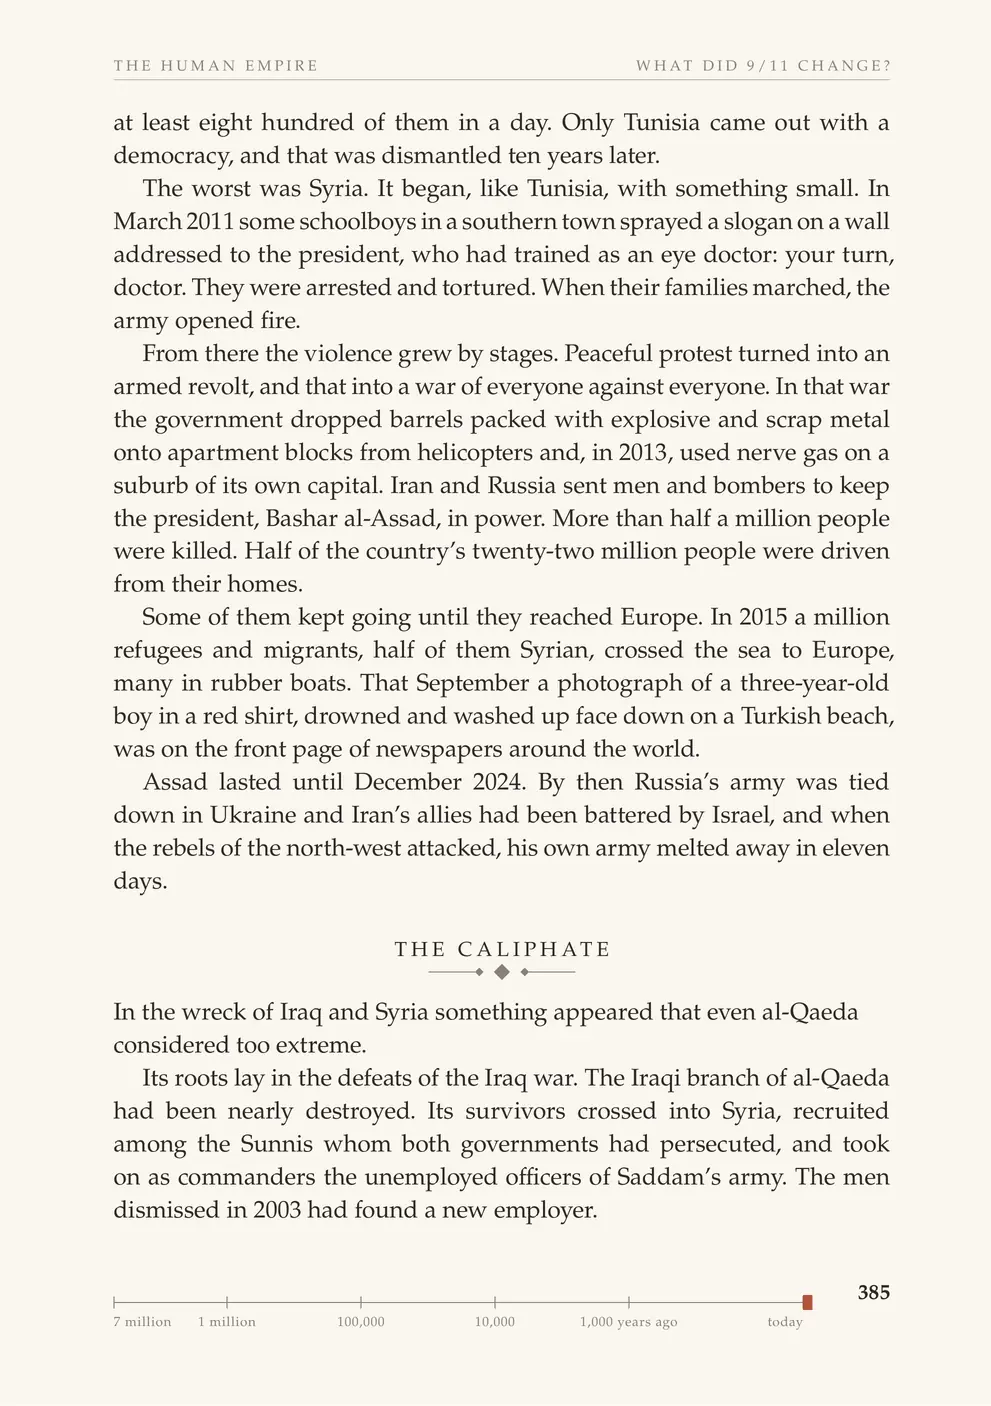 THE HUMAN EMPIRE
WHAT DID 9/11 CHANGE?
at least eight hundred of them in a day. Only Tunisia came out with a
democracy, and that was dismantled ten years later.
The worst was Syria. It began, like Tunisia, with something small. In
March 2011 some schoolboys in a southern town sprayed a slogan on a wall
addressed to the president, who had trained as an eye doctor: your turn,
doctor. They were arrested and tortured. When their families marched, the
army opened fire.
From there the violence grew by stages. Peaceful protest turned into an
armed revolt, and that into a war of everyone against everyone. In that war
the government dropped barrels packed with explosive and scrap metal
onto apartment blocks from helicopters and, in 2013, used nerve gas on a
suburb of its own capital. Iran and Russia sent men and bombers to keep
the president, Bashar al-Assad, in power. More than half a million people
were killed. Half of the country’s twenty-two million people were driven
from their homes.
Some of them kept going until they reached Europe. In 2015 a million
refugees and migrants, half of them Syrian, crossed the sea to Europe,
many in rubber boats. That September a photograph of a three-year-old
boy in a red shirt, drowned and washed up face down on a Turkish beach,
was on the front page of newspapers around the world.
Assad lasted until December 2024. By then Russia’s army was tied
down in Ukraine and Iran’s allies had been battered by Israel, and when
the rebels of the north-west attacked, his own army melted away in eleven
days.
THE CALIPHATE
In the wreck of Iraq and Syria something appeared that even al-Qaeda
considered too extreme.
Its roots lay in the defeats of the Iraq war. The Iraqi branch of al-Qaeda
had been nearly destroyed. Its survivors crossed into Syria, recruited
among the Sunnis whom both governments had persecuted, and took
on as commanders the unemployed officers of Saddam’s army. The men
dismissed in 2003 had found a new employer.
385
7 million 1 million 100,000 10,000 1,000 years ago today